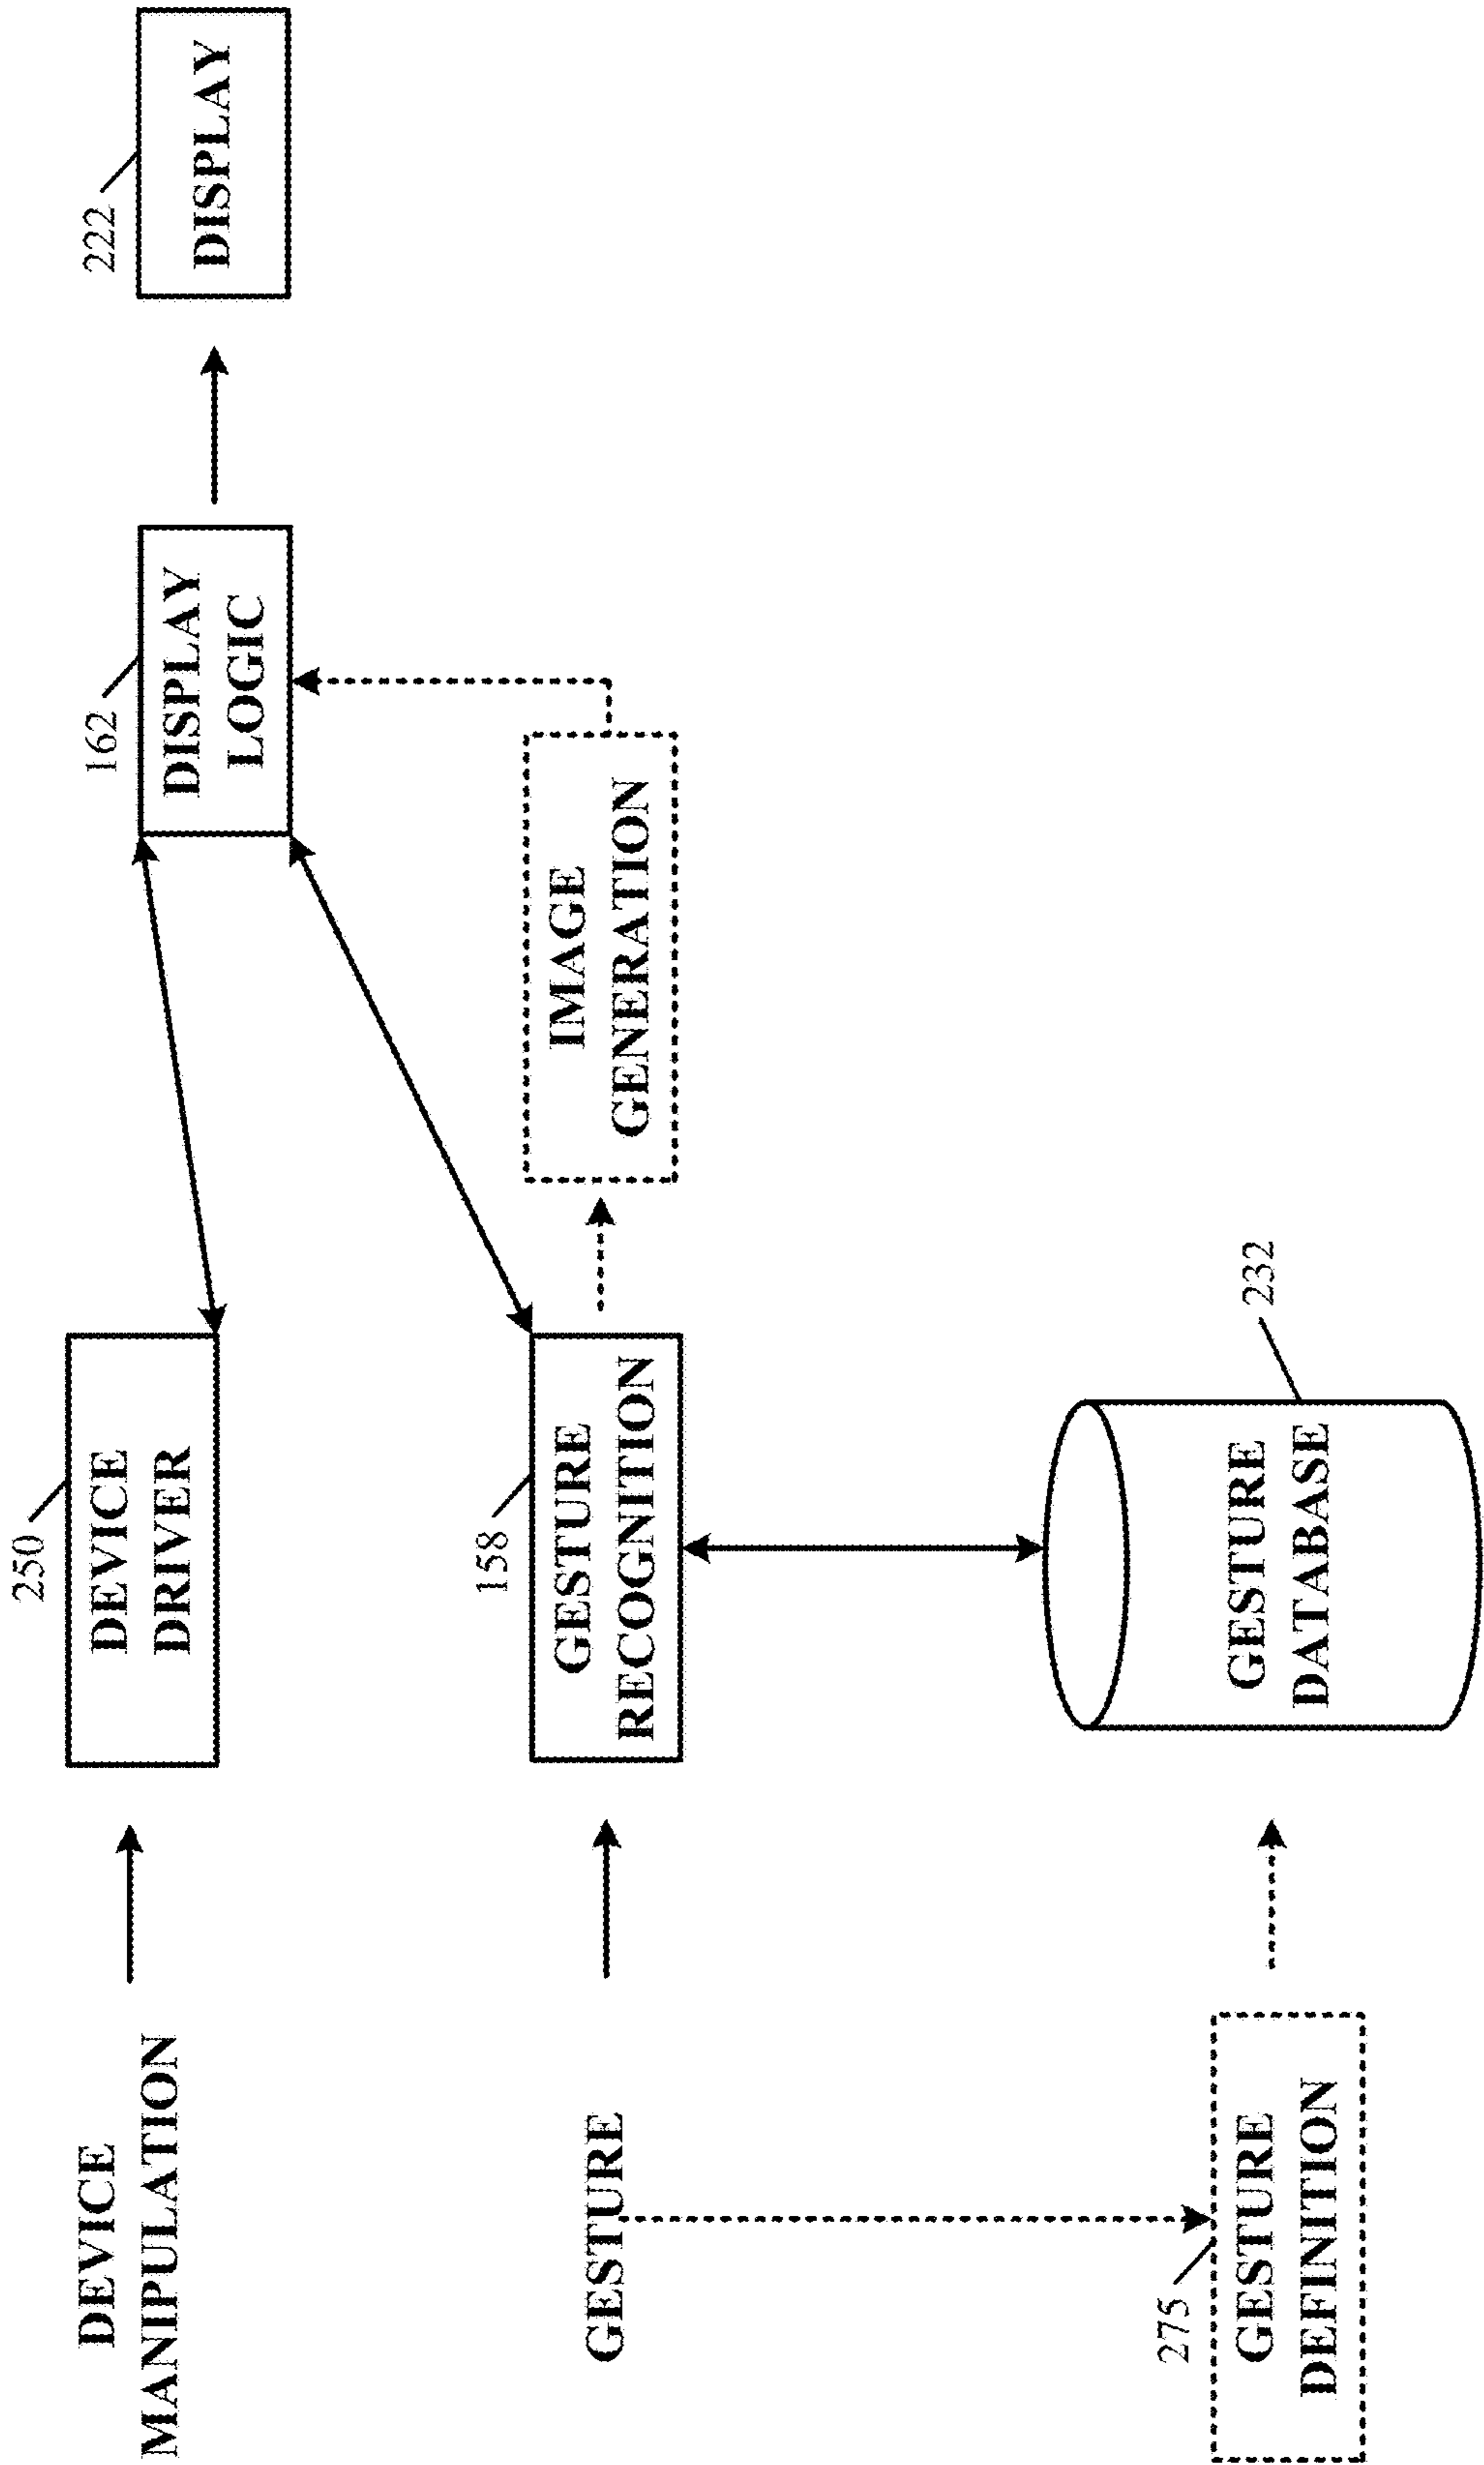 DEVICE
MANIPULATION
250
DEVICE
DRIVER
162
DISPLAY
LOGIC
222
DISPLAY
GESTURE
158
GESTURE
RECOGNITION
IMAGE
GENERATION
275
GESTURE
DEFINITION
GESTURE
DATABASE
232